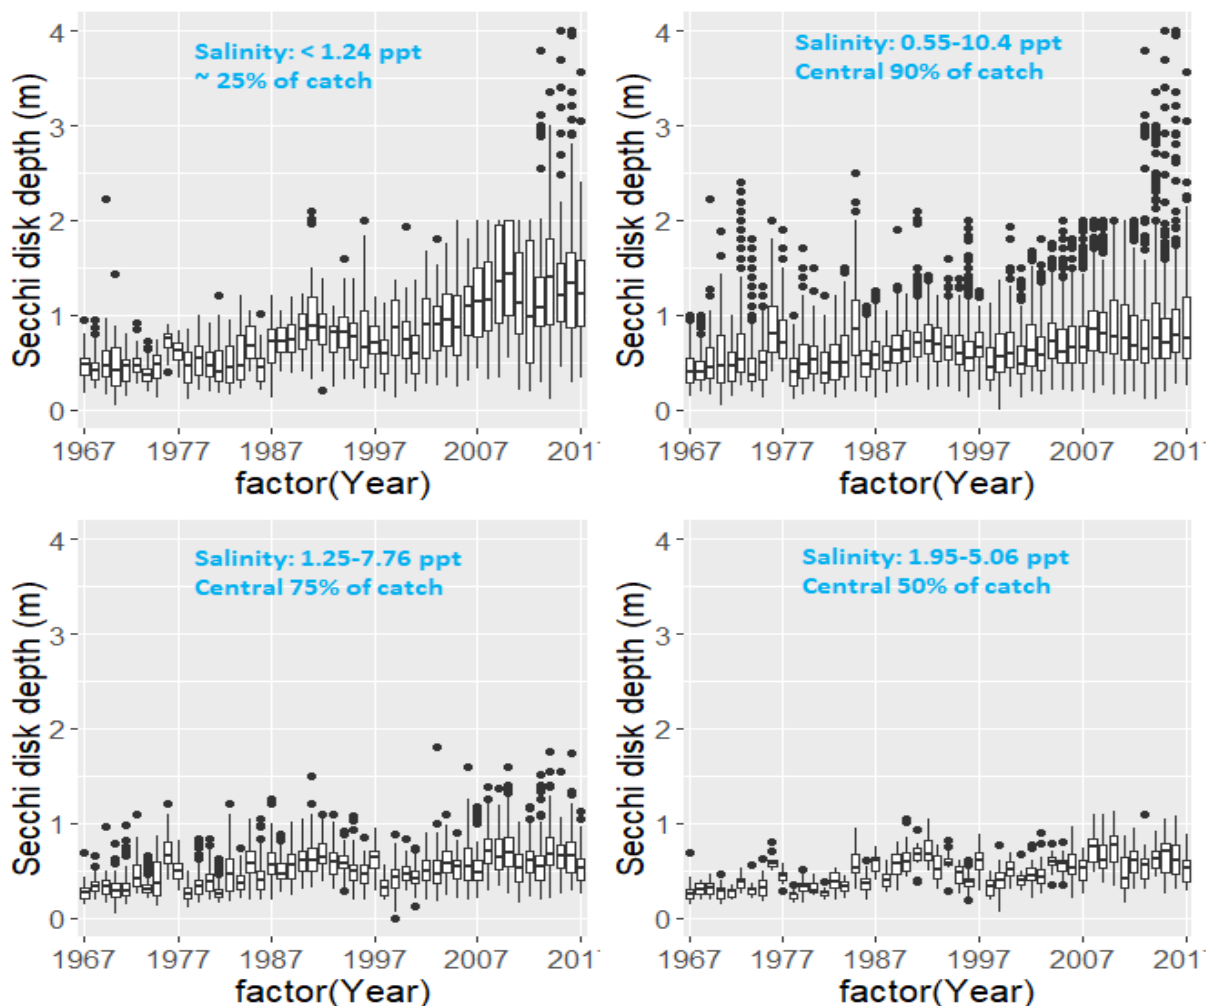 Salinity: < 1.24 ppt
~ 25% of catch
Secchi disk depth (m)
4
3
2
1
0
1967 1977 1987 1997 2007 201
factor(Year)
Salinity: 0.55-10.4 ppt
Central 90% of catch
Secchi disk depth (m)
4
3
2
1
0
1967 1977 1987 1997 2007 201
factor(Year)
Salinity: 1.25-7.76 ppt
Central 75% of catch
Secchi disk depth (m)
4
3
2
1
0
1967 1977 1987 1997 2007 201
factor(Year)
Salinity: 1.95-5.06 ppt
Central 50% of catch
Secchi disk depth (m)
4
3
2
1
0
1967 1977 1987 1997 2007 201
factor(Year)